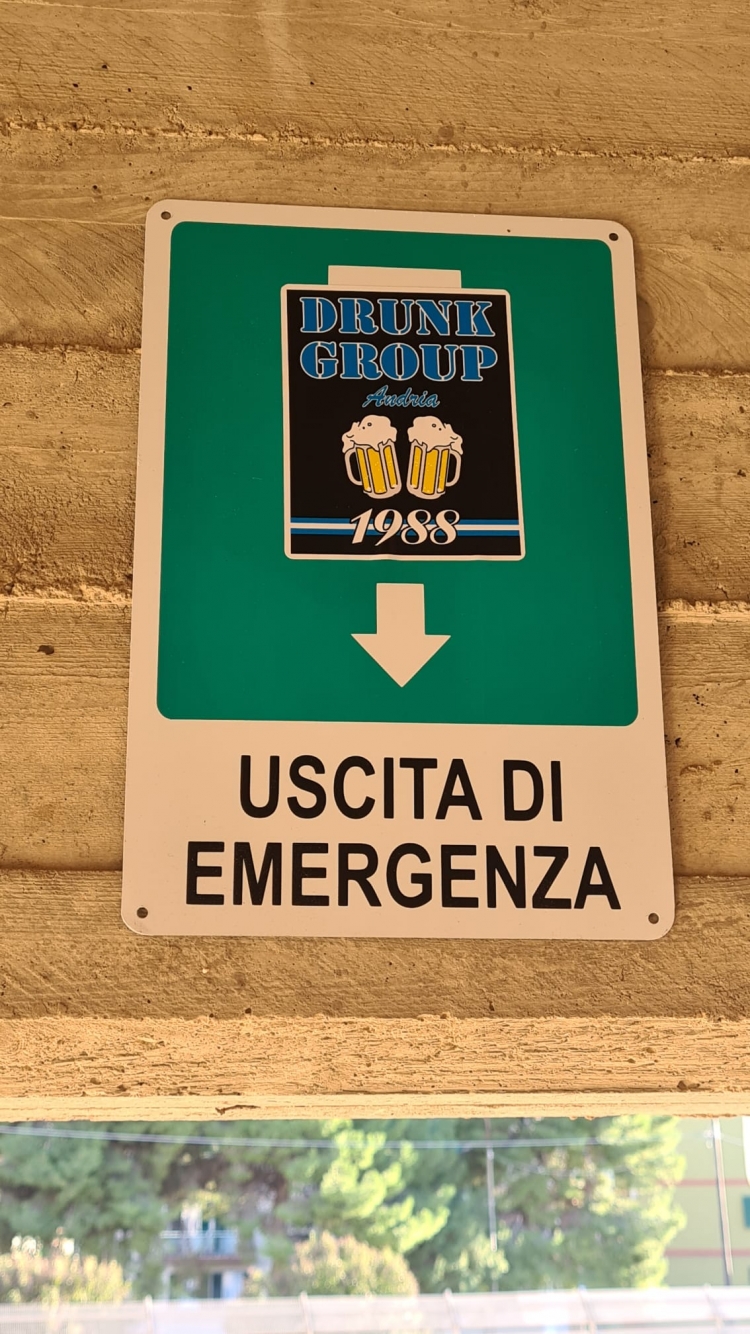 DRUNK
GROUP
Andria
1988
USCITA DI
EMERGENZA